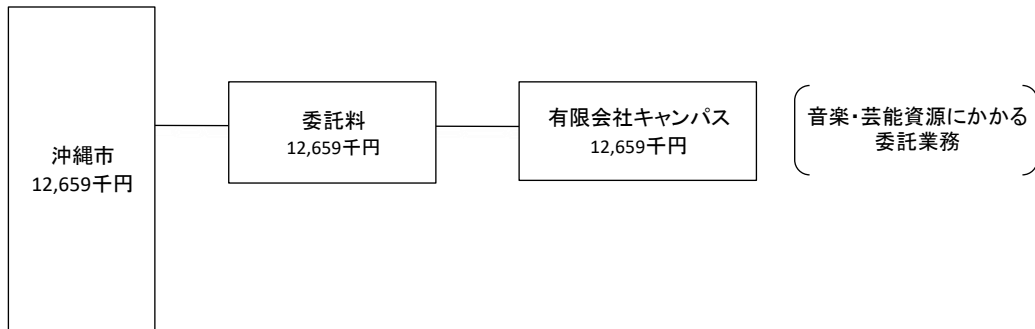 沖縄市
12,659千円
委託料
12,659千円
有限会社キャンパス
12,659千円
音楽・芸能資源にかかる
委託業務